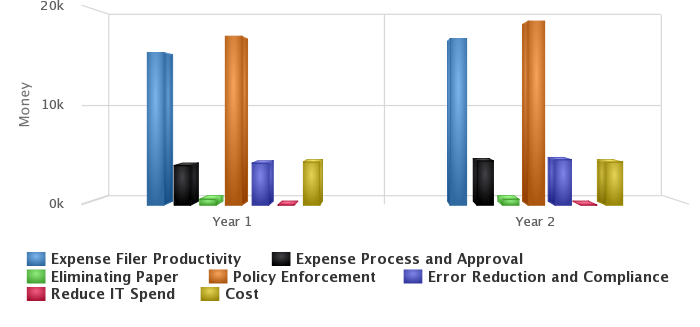 20k
10k
0k
Money
Year 1 Year 2
Expense Filer Productivity Expense Process and Approval
Eliminating Paper Policy Enforcement Error Reduction and Compliance
Reduce IT Spend Cost